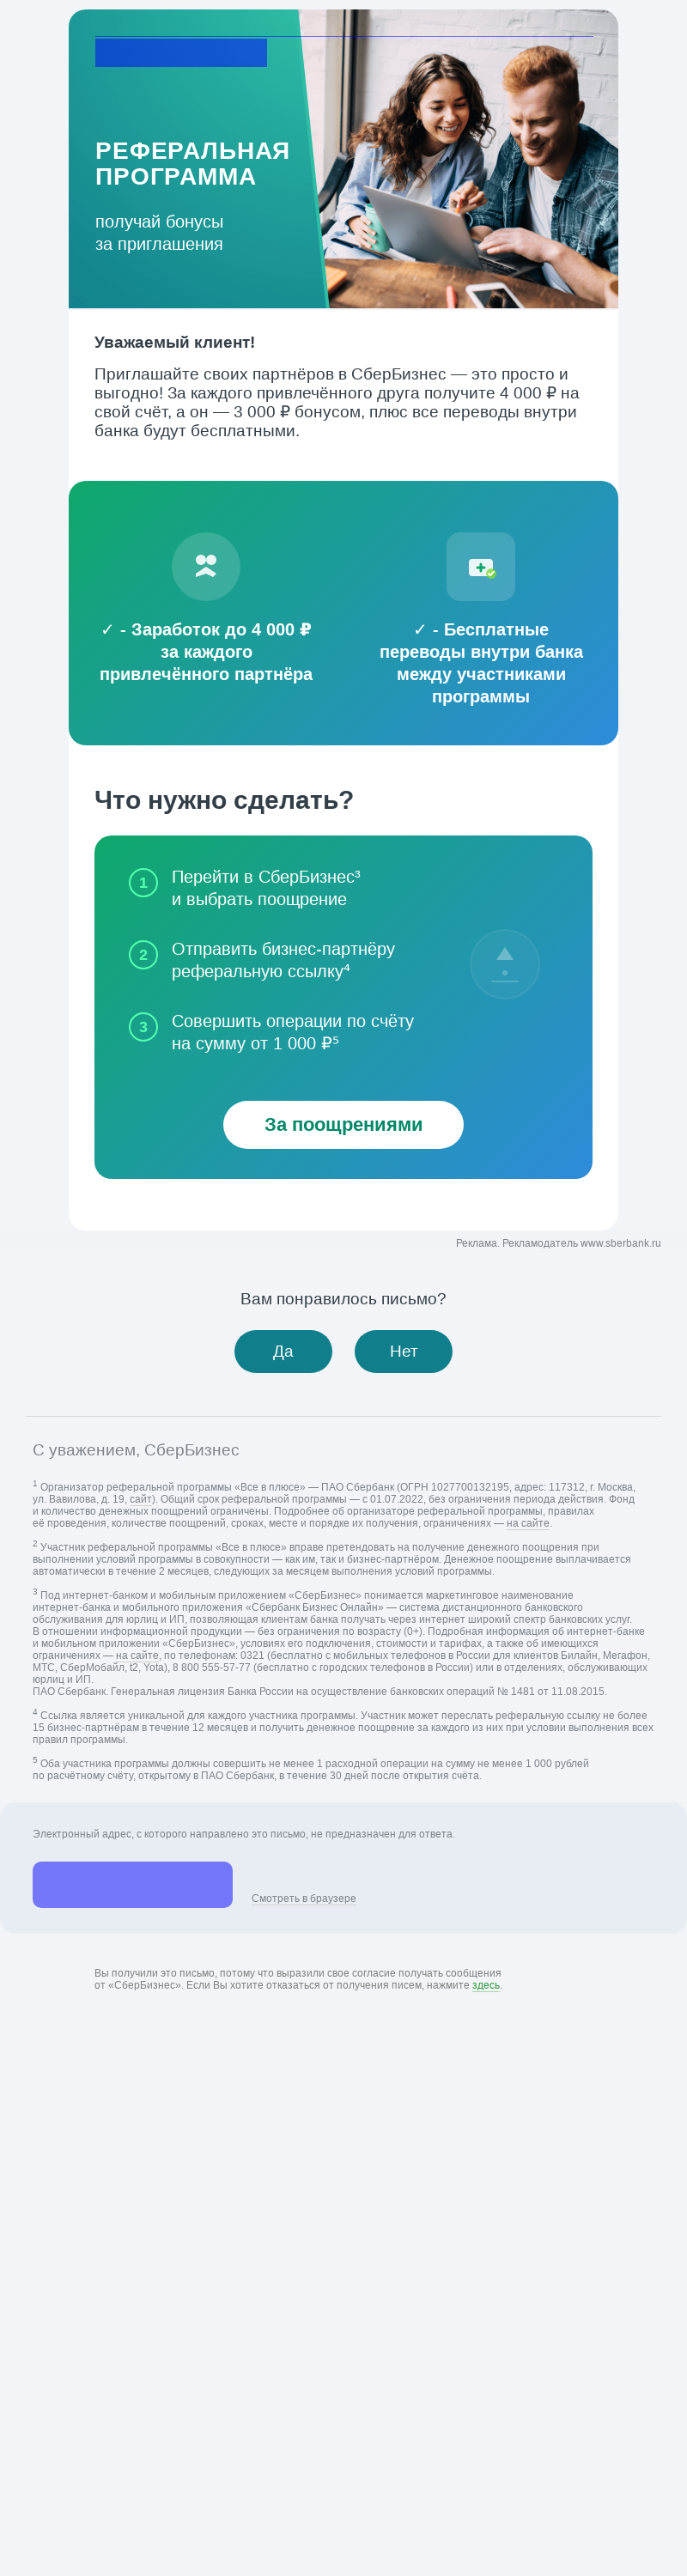 РЕФЕРАЛЬНАЯ
ПРОГРАММА
получай бонусы
за приглашения
Уважаемый клиент!
Приглашайте своих партнёров в СберБизнес — это просто и
выгодно! За каждого привлечённого друга получите 4 000 ₽ на
свой счёт, а он — 3 000 ₽ бонусом, плюс все переводы внутри
банка будут бесплатными.
✓ - Заработок до 4 000 ₽
за каждого
привлечённого партнёра
✓ - Бесплатные
переводы внутри банка
между участниками
программы
Что нужно сделать?
1 Перейти в СберБизнес³
и выбрать поощрение
2 Отправить бизнес-партнёру
реферальную ссылку⁴
3 Совершить операции по счёту
на сумму от 1 000 ₽⁵
За поощрениями
Реклама. Рекламодатель www.sberbank.ru
Вам понравилось письмо?
Да Нет
С уважением, СберБизнес
1 Организатор реферальной программы «Все в плюсе» — ПАО Сбербанк (ОГРН 1027700132195, адрес: 117312, г. Москва,
ул. Вавилова, д. 19, сайт). Общий срок реферальной программы — с 01.07.2022, без ограничения периода действия. Фонд
и количество денежных поощрений ограничены. Подробнее об организаторе реферальной программы, правилах
её проведения, количестве поощрений, сроках, месте и порядке их получения, ограничениях — на сайте.
2 Участник реферальной программы «Все в плюсе» вправе претендовать на получение денежного поощрения при
выполнении условий программы в совокупности — как им, так и бизнес-партнёром. Денежное поощрение выплачивается
автоматически в течение 2 месяцев, следующих за месяцем выполнения условий программы.
3 Под интернет-банком и мобильным приложением «СберБизнес» понимается маркетинговое наименование
интернет-банка и мобильного приложения «Сбербанк Бизнес Онлайн» — система дистанционного банковского
обслуживания для юрлиц и ИП, позволяющая клиентам банка получать через интернет широкий спектр банковских услуг.
В отношении информационной продукции — без ограничения по возрасту (0+). Подробная информация об интернет-банке
и мобильном приложении «СберБизнес», условиях его подключения, стоимости и тарифах, а также об имеющихся
ограничениях — на сайте, по телефонам: 0321 (бесплатно с мобильных телефонов в России для клиентов Билайн, Мегафон,
МТС, СберМобайл, t2, Yota), 8 800 555-57-77 (бесплатно с городских телефонов в России) или в отделениях, обслуживающих
юрлиц и ИП.
ПАО Сбербанк. Генеральная лицензия Банка России на осуществление банковских операций № 1481 от 11.08.2015.
4 Ссылка является уникальной для каждого участника программы. Участник может переслать реферальную ссылку не более
15 бизнес-партнёрам в течение 12 месяцев и получить денежное поощрение за каждого из них при условии выполнения всех
правил программы.
5 Оба участника программы должны совершить не менее 1 расходной операции на сумму не менее 1 000 рублей
по расчётному счёту, открытому в ПАО Сбербанк, в течение 30 дней после открытия счёта.
Электронный адрес, с которого направлено это письмо, не предназначен для ответа.
Смотреть в браузере
Вы получили это письмо, потому что выразили свое согласие получать сообщения
от «СберБизнес». Если Вы хотите отказаться от получения писем, нажмите здесь.